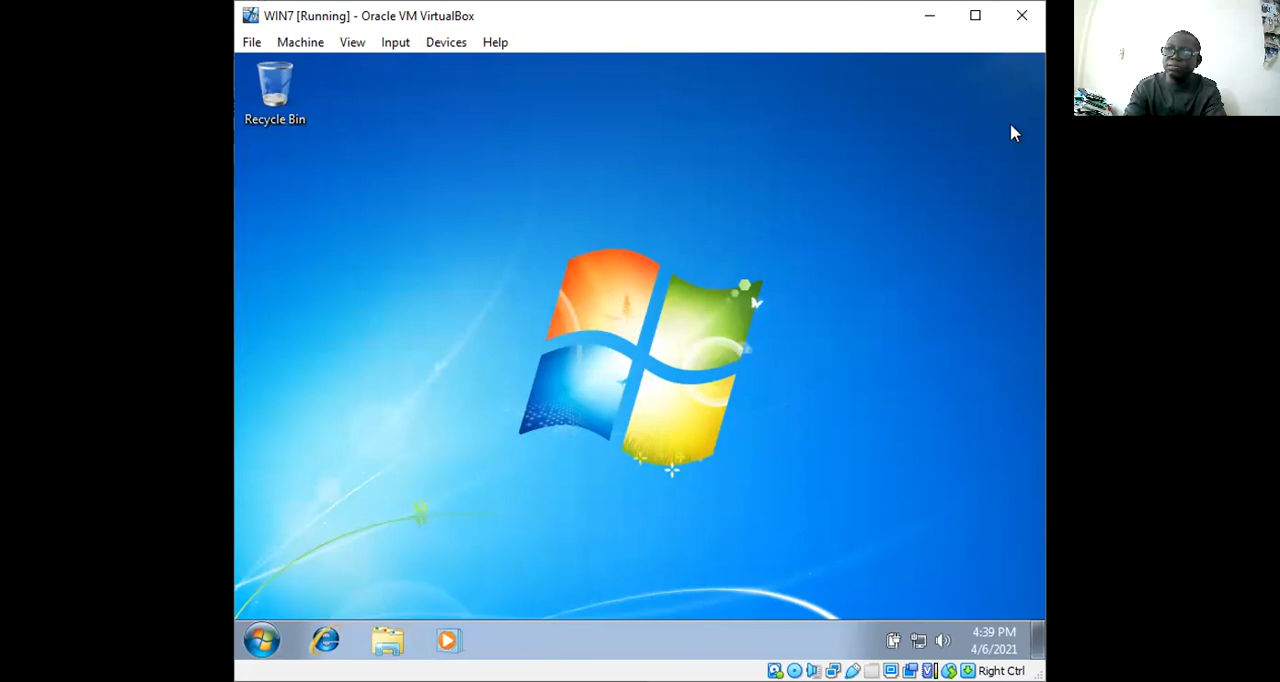 WIN7 [Running] - Oracle VM VirtualBox
File Machine View Input Devices Help
Recycle Bin
4:39 PM
4/6/2021
Right Ctrl